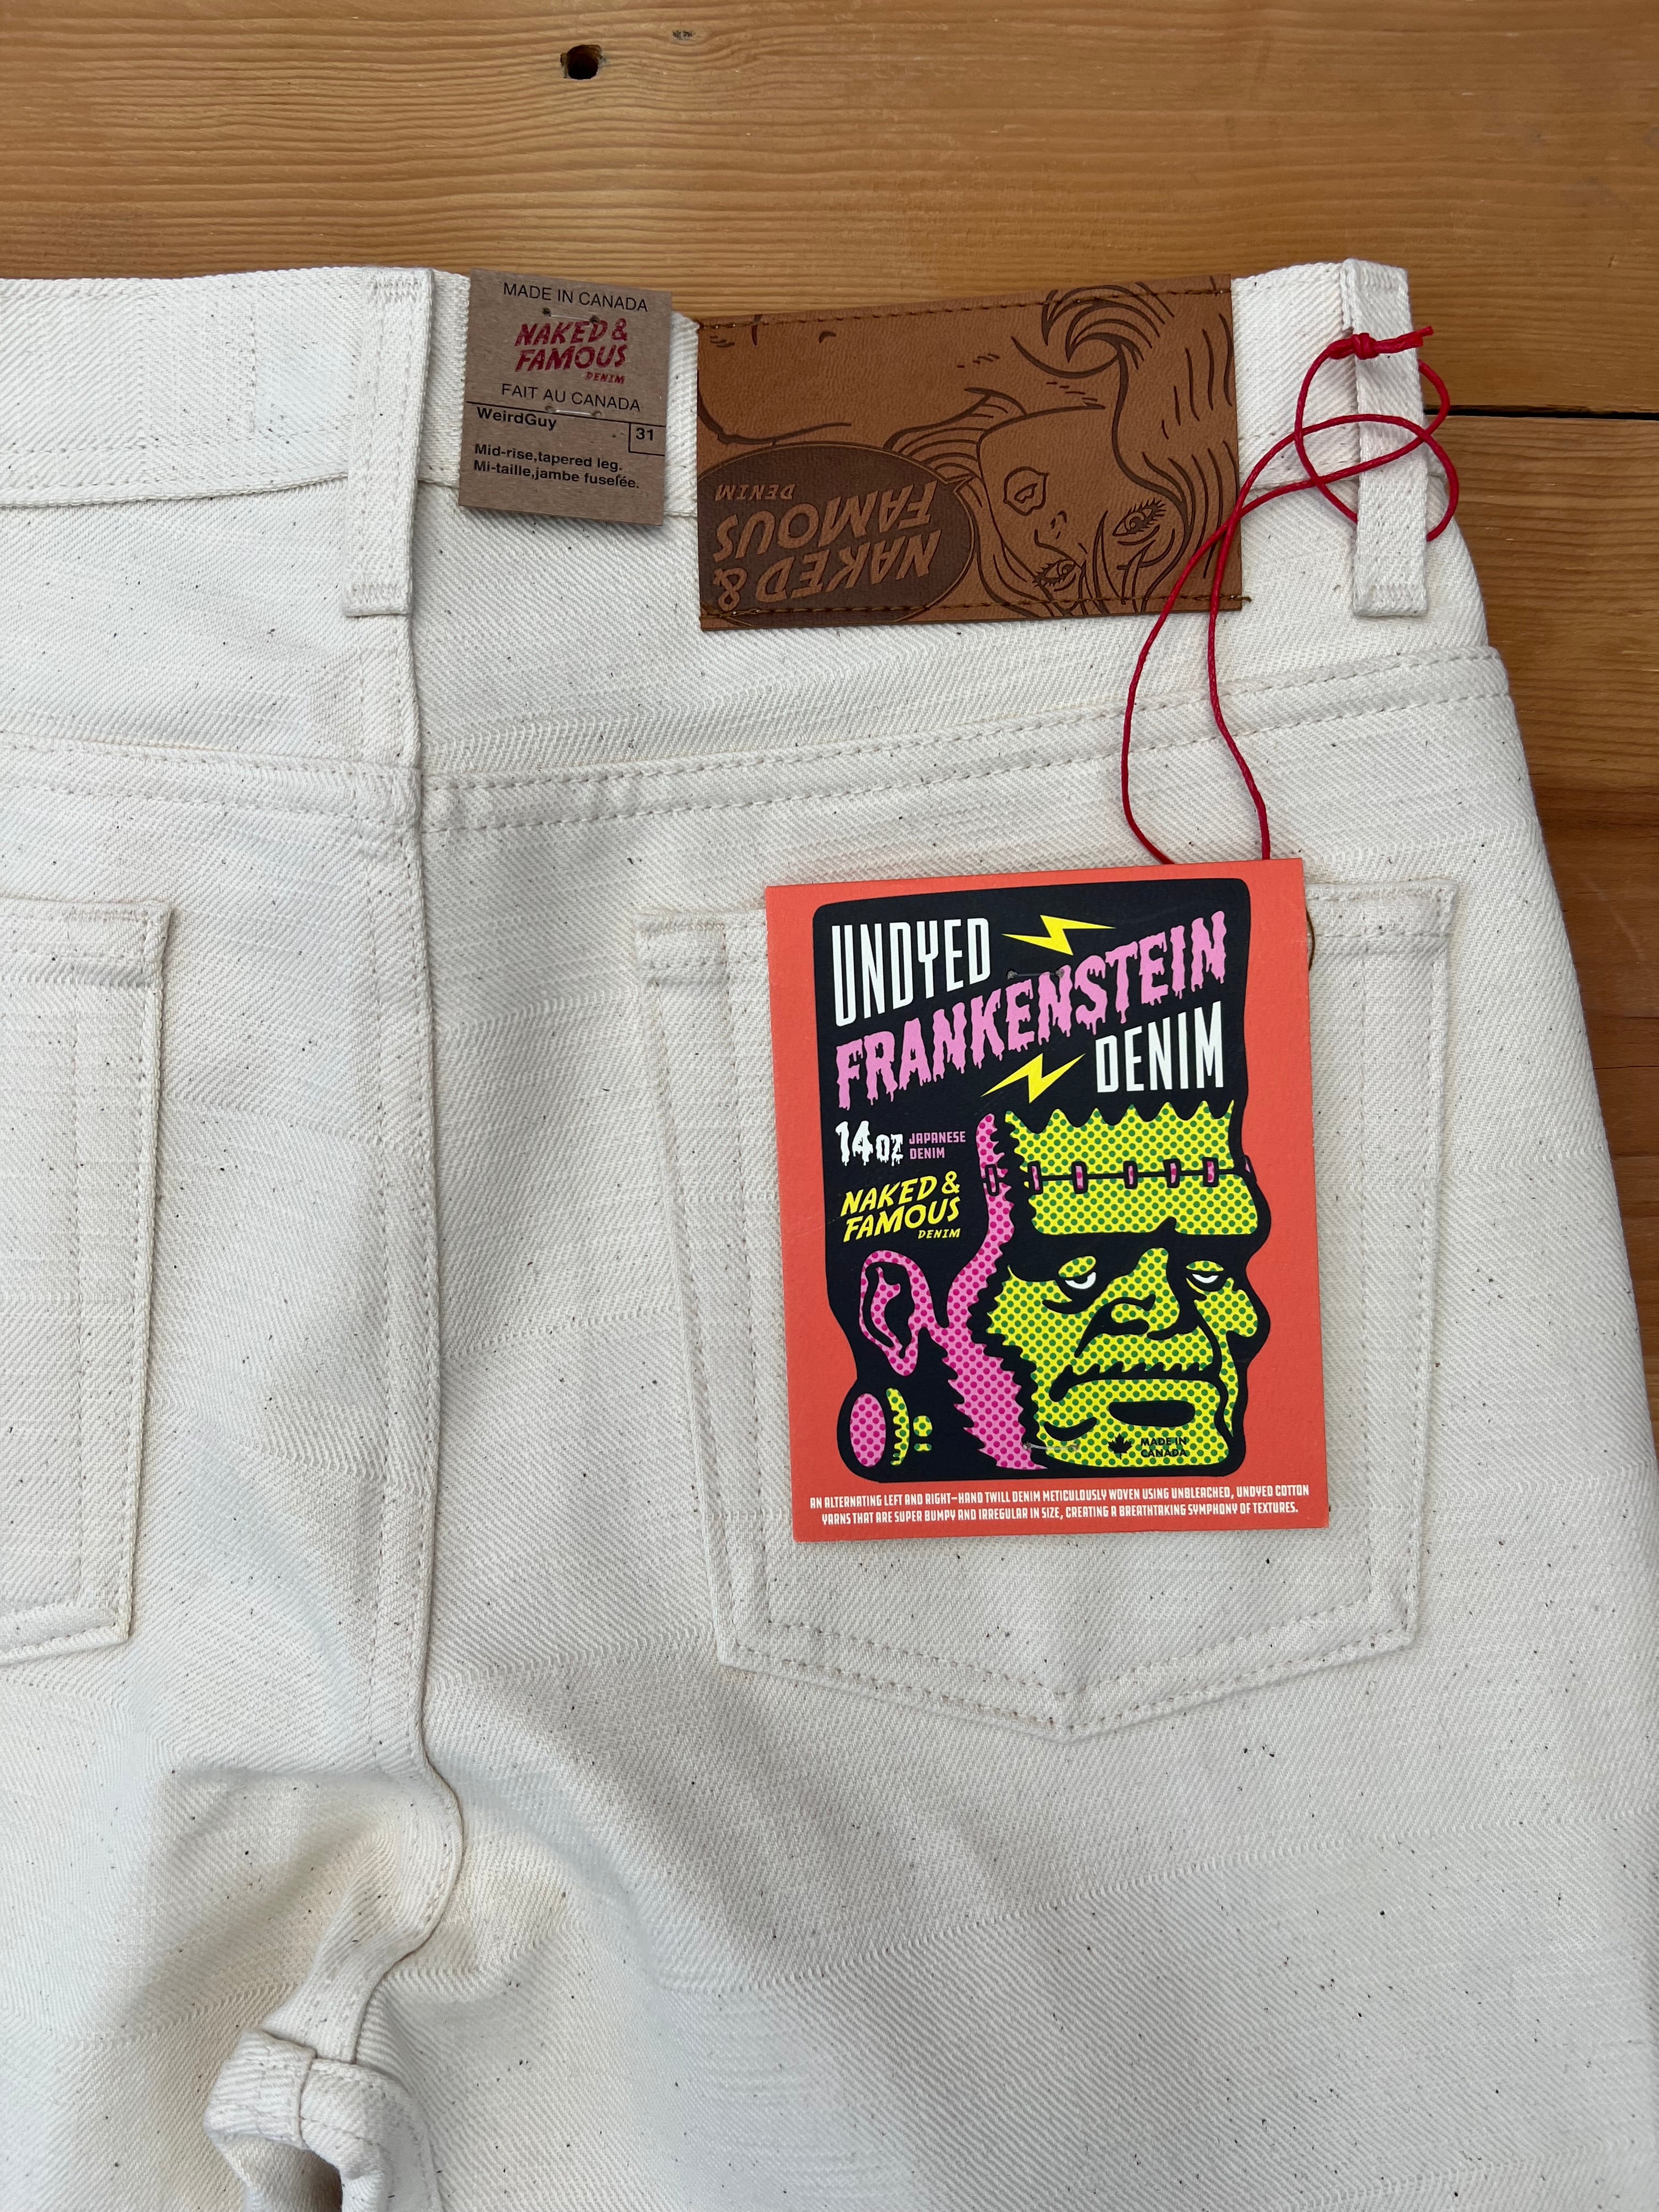 MADE IN CANADA
NAKED &
FAMOUS
DENIM
FAIT AU CANADA
WeirdGuy
31
Mid-rise,tapered leg.
Mi-taille,jambe fuselée.
NAKED &
FAMOUS
DENIM
UNDYED
FRANKENSTEIN
DENIM
14oz JAPANESE
DENIM
NAKED &
FAMOUS
DENIM
MADE IN
CANADA
AN ALTERNATING LEFT AND RIGHT-HAND TWILL DENIM METICULOUSLY WOVEN USING UNBLEACHED, UNDYED COTTON
YARNS THAT ARE SUPER BUMPY AND IRREGULAR IN SIZE, CREATING A BREATHTAKING SYMPHONY OF TEXTURES.